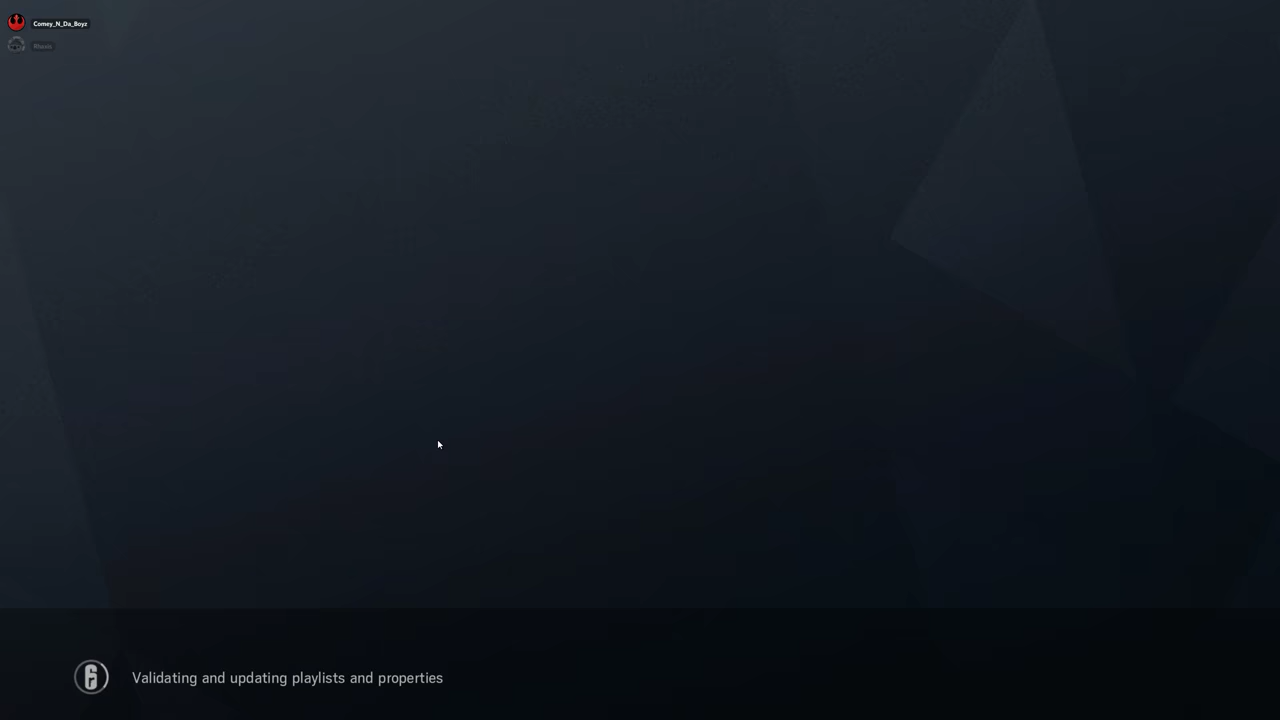 Comey_N_Da_Boyz
Validating and updating playlists and properties